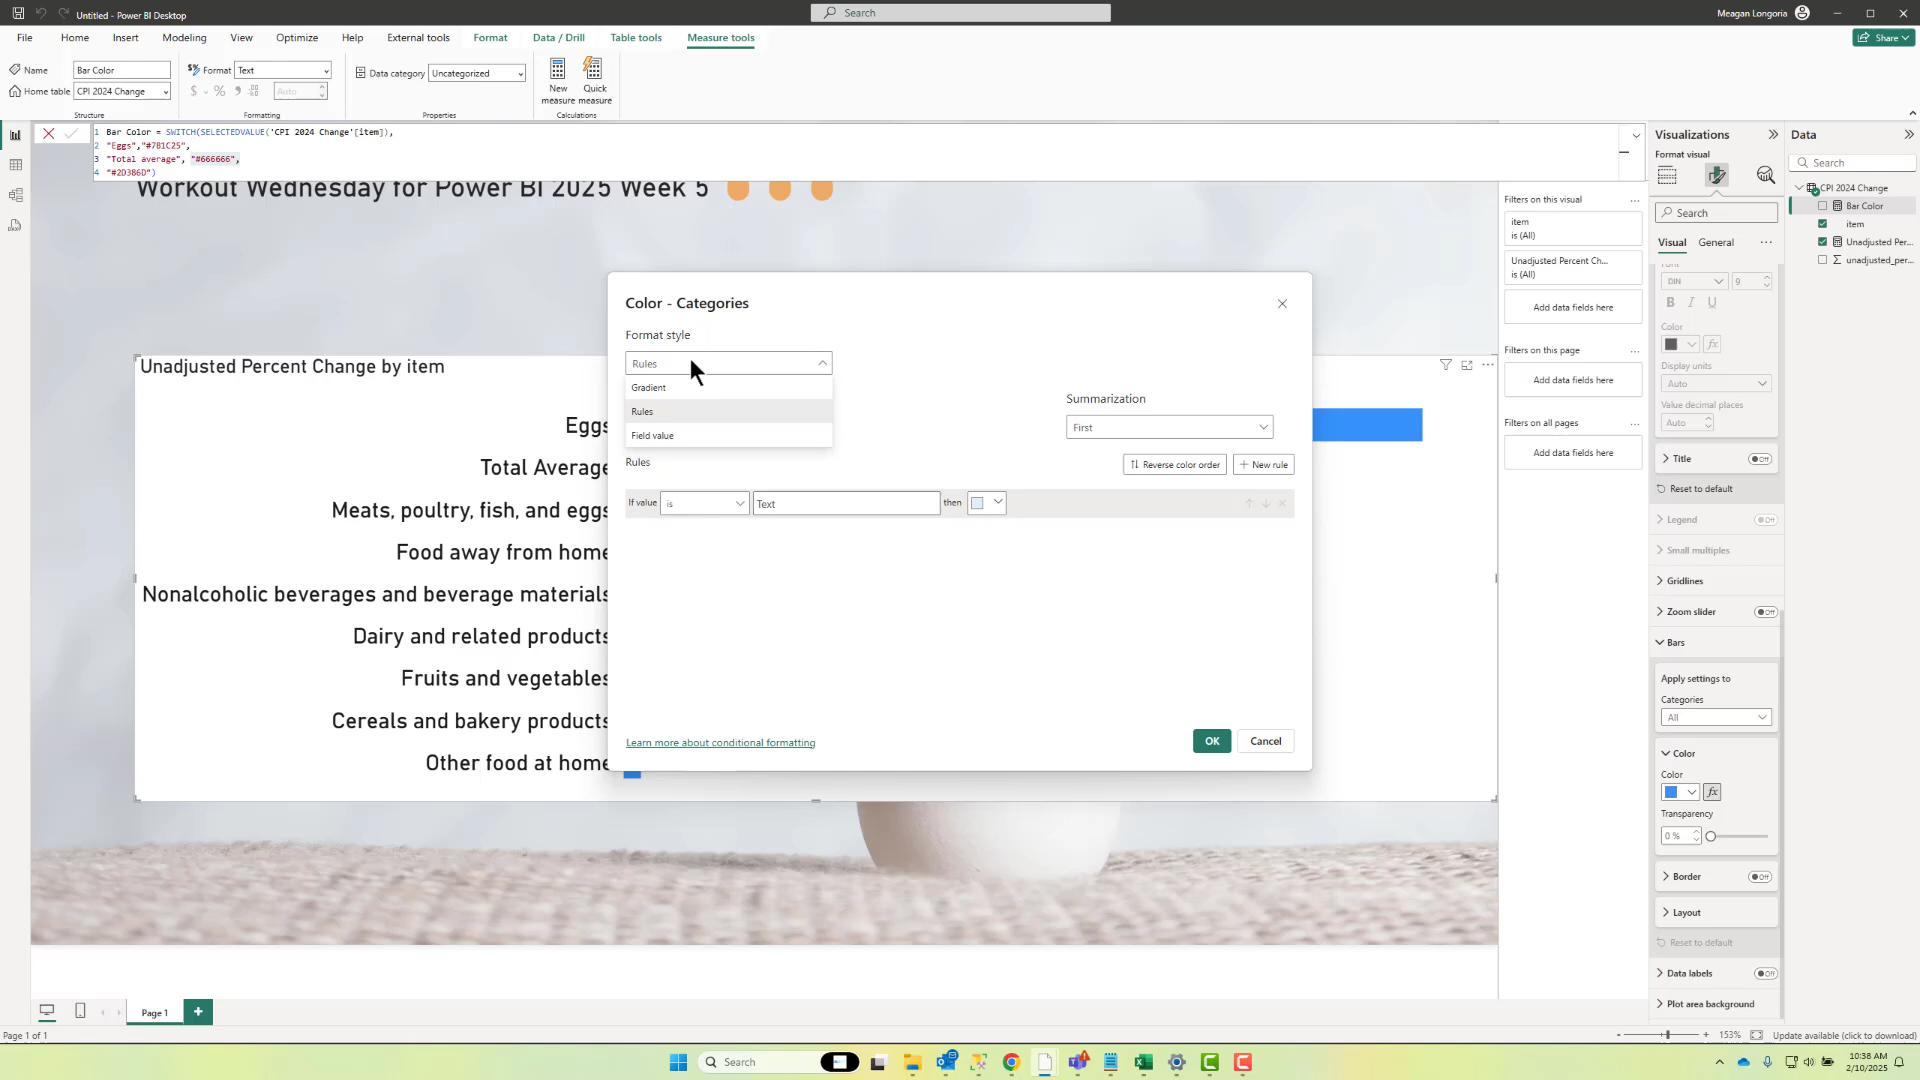 Untitled - Power BI Desktop
Search
Meagan Longoria
File Home Insert Modeling View Optimize Help External tools Format Data / Drill Table tools Measure tools
Share
Name Bar Color
Format Text
Data category Uncategorized
Home table CPI 2024 Change
$ % Auto
New measure
Quick measure
Structure Formatting Properties Calculations
1 Bar Color = SWITCH(SELECTEDVALUE('CPI 2024 Change'[item]),
2 "Eggs","#7B1C25",
3 "Total average", "#666666",
4 "#2D386D")
Workout Wednesday for Power BI 2025 Week 5
Unadjusted Percent Change by item
Eggs
Total Average
Meats, poultry, fish, and eggs
Food away from home
Nonalcoholic beverages and beverage materials
Dairy and related products
Fruits and vegetables
Cereals and bakery products
Other food at home
Color - Categories
Format style
Rules
Gradient
Rules
Field value
Summarization
First
Rules
Reverse color order
New rule
If value is Text then
Learn more about conditional formatting
OK
Cancel
Filters on this visual
item
is (All)
Unadjusted Percent Ch...
is (All)
Add data fields here
Filters on this page
Add data fields here
Filters on all pages
Add data fields here
Visualizations
Format visual
Search
Visual General
DIN 9
B I U
Color
fx
Display units
Auto
Value decimal places
Auto
Title Off
Reset to default
Legend Off
Small multiples
Gridlines
Zoom slider Off
Bars
Apply settings to
Categories
All
Color
Color
fx
Transparency
0 %
Border Off
Layout
Reset to default
Data labels Off
Plot area background
Data
Search
CPI 2024 Change
Bar Color
item
Unadjusted Per...
unadjusted_per...
Page 1
Page 1 of 1
153%
Update available (click to download)
Search
10:38 AM
2/10/2025